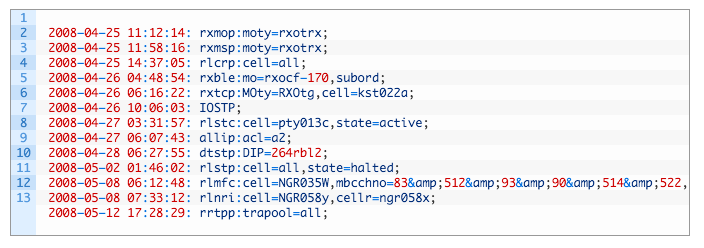 1
2 2008-04-25 11:12:14: rxmop:moty=rxotrx;
3 2008-04-25 11:58:16: rxmsp:moty=rxotrx;
4 2008-04-25 14:37:05: rlcrp:cell=all;
5 2008-04-26 04:48:54: rxble:mo=rxocf-170,subord;
6 2008-04-26 06:16:22: rxtcp:MOty=RXOtg,cell=kst022a;
7 2008-04-26 10:06:03: IOSTP;
8 2008-04-27 03:31:57: rlstc:cell=pty013c,state=active;
9 2008-04-27 06:07:43: allip:acl=a2;
10 2008-04-28 06:27:55: dtstp:DIP=264rbl2;
11 2008-05-02 01:46:02: rlstp:cell=all,state=halted;
12 2008-05-08 06:12:48: rlmfc:cell=NGR035W,mbcchno=83&amp;512&amp;93&amp;90&amp;514&amp;522,
13 2008-05-08 07:33:12: rlnri:cell=NGR058y,cellr=ngr058x;
2008-05-12 17:28:29: rrtpp:trapool=all;